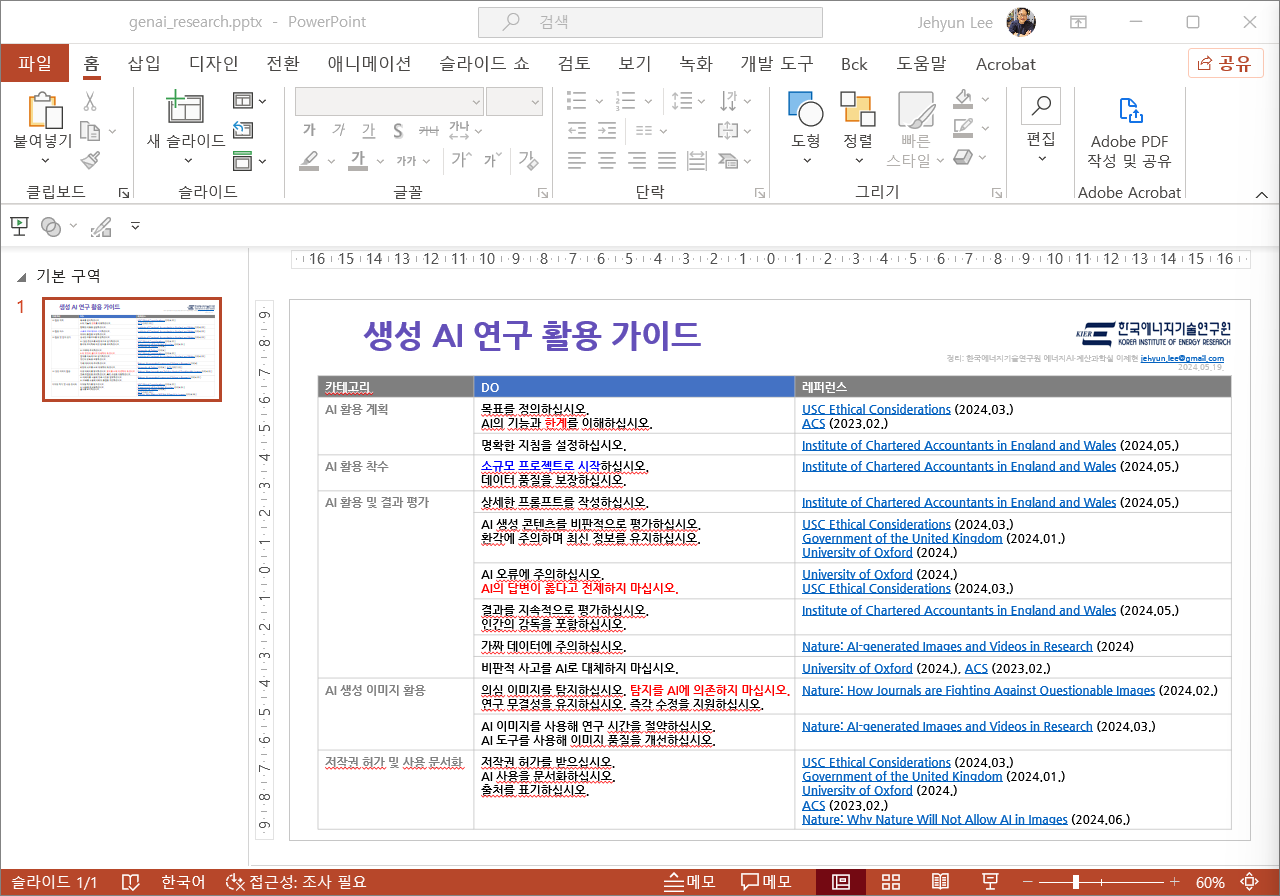 genai_research.pptx - PowerPoint
검색
Jehyun Lee
파일 홈 삽입 디자인 전환 애니메이션 슬라이드 쇼 검토 보기 녹화 개발 도구 Bck 도움말 Acrobat 공유
붙여넣기
클립보드
새 슬라이드
슬라이드
가 가 가 S 가나 가나
가 가가 가 가
글꼴
단락
도형
정렬
빠른
스타일
그리기
편집
Adobe PDF
작성 및 공유
Adobe Acrobat
기본 구역
1
16 15 14 13 12 11 10 9 8 7 6 5 4 3 2 1 0 1 2 3 4 5 6 7 8 9 10 11 12 13 14 15 16
9 8 7 6 5 4 3 2 1 0 1 2 3 4 5 6 7 8 9
생성 AI 연구 활용 가이드
KIER 한국에너지기술연구원
KOREA INSTITUTE OF ENERGY RESEARCH
정리: 한국에너지기술연구원 에너지AI·계산과학실 이제현 jehyun_lee@gmail.com
2024.05.19.
카테고리 DO 레퍼런스
AI 활용 계획
목표를 정의하십시오.
AI의 기능과 한계를 이해하십시오.
USC Ethical Considerations (2024.03.)
ACS (2023.02.)
명확한 지침을 설정하십시오.
Institute of Chartered Accountants in England and Wales (2024.05.)
AI 활용 착수
소규모 프로젝트로 시작하십시오.
데이터 품질을 보장하십시오.
Institute of Chartered Accountants in England and Wales (2024.05.)
AI 활용 및 결과 평가
상세한 프롬프트를 작성하십시오.
Institute of Chartered Accountants in England and Wales (2024.05.)
AI 생성 콘텐츠를 비판적으로 평가하십시오.
환각에 주의하며 최신 정보를 유지하십시오.
USC Ethical Considerations (2024.03.)
Government of the United Kingdom (2024.01.)
University of Oxford (2024.)
AI 오류에 주의하십시오.
AI의 답변이 옳다고 전제하지 마십시오.
University of Oxford (2024.)
USC Ethical Considerations (2024.03.)
결과를 지속적으로 평가하십시오.
인간의 감독을 포함하십시오.
Institute of Chartered Accountants in England and Wales (2024.05.)
가짜 데이터에 주의하십시오.
Nature: AI-generated Images and Videos in Research (2024)
비판적 사고를 AI로 대체하지 마십시오.
University of Oxford (2024.), ACS (2023.02.)
AI 생성 이미지 활용
의심 이미지를 탐지하십시오. 탐지를 AI에 의존하지 마십시오.
연구 무결성을 유지하십시오. 즉각 수정을 지원하십시오.
Nature: How Journals are Fighting Against Questionable Images (2024.02.)
AI 이미지를 사용해 연구 시간을 절약하십시오.
AI 도구를 사용해 이미지 품질을 개선하십시오.
Nature: AI-generated Images and Videos in Research (2024.03.)
저작권 허가 및 사용 문서화
저작권 허가를 받으십시오.
AI 사용을 문서화하십시오.
출처를 표기하십시오.
USC Ethical Considerations (2024.03.)
Government of the United Kingdom (2024.01.)
University of Oxford (2024.)
ACS (2023.02.)
Nature: Why Nature Will Not Allow AI in Images (2024.06.)
슬라이드 1/1 한국어 접근성: 조사 필요 메모 메모 60%